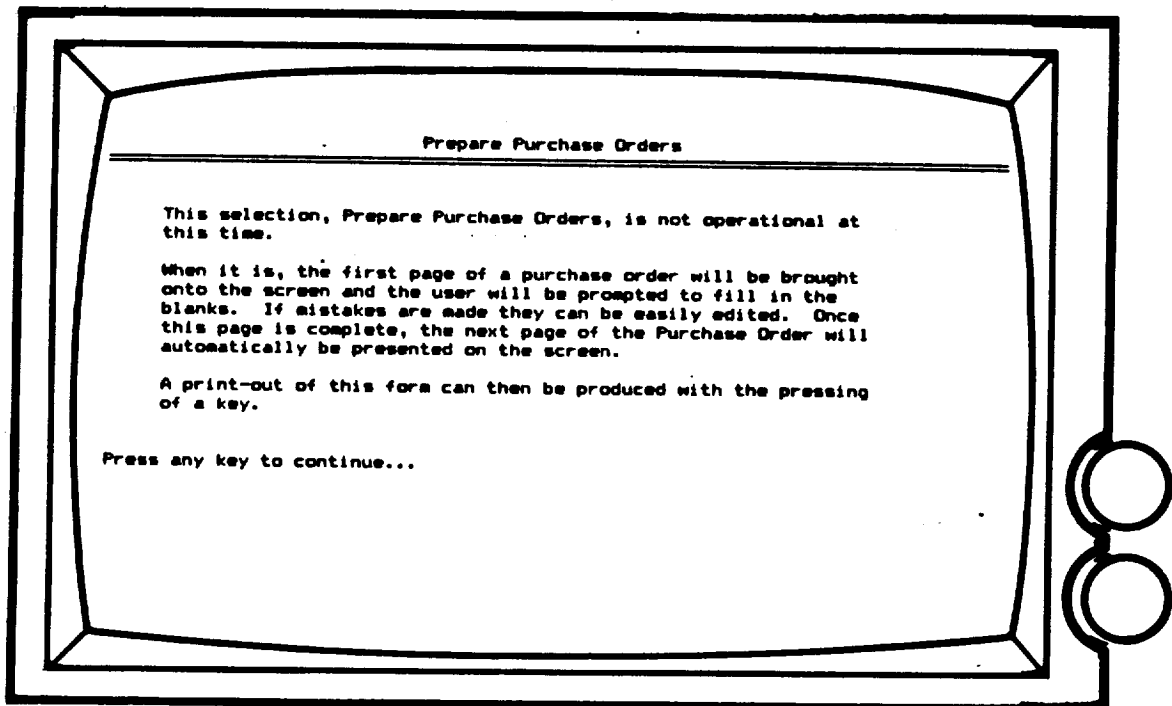 Prepare Purchase Orders
This selection, Prepare Purchase Orders, is not operational at
this time.
When it is, the first page of a purchase order will be brought
onto the screen and the user will be prompted to fill in the
blanks. If mistakes are made they can be easily edited. Once
this page is complete, the next page of the Purchase Order will
automatically be presented on the screen.
A print-out of this form can then be produced with the pressing
of a key.
Press any key to continue...